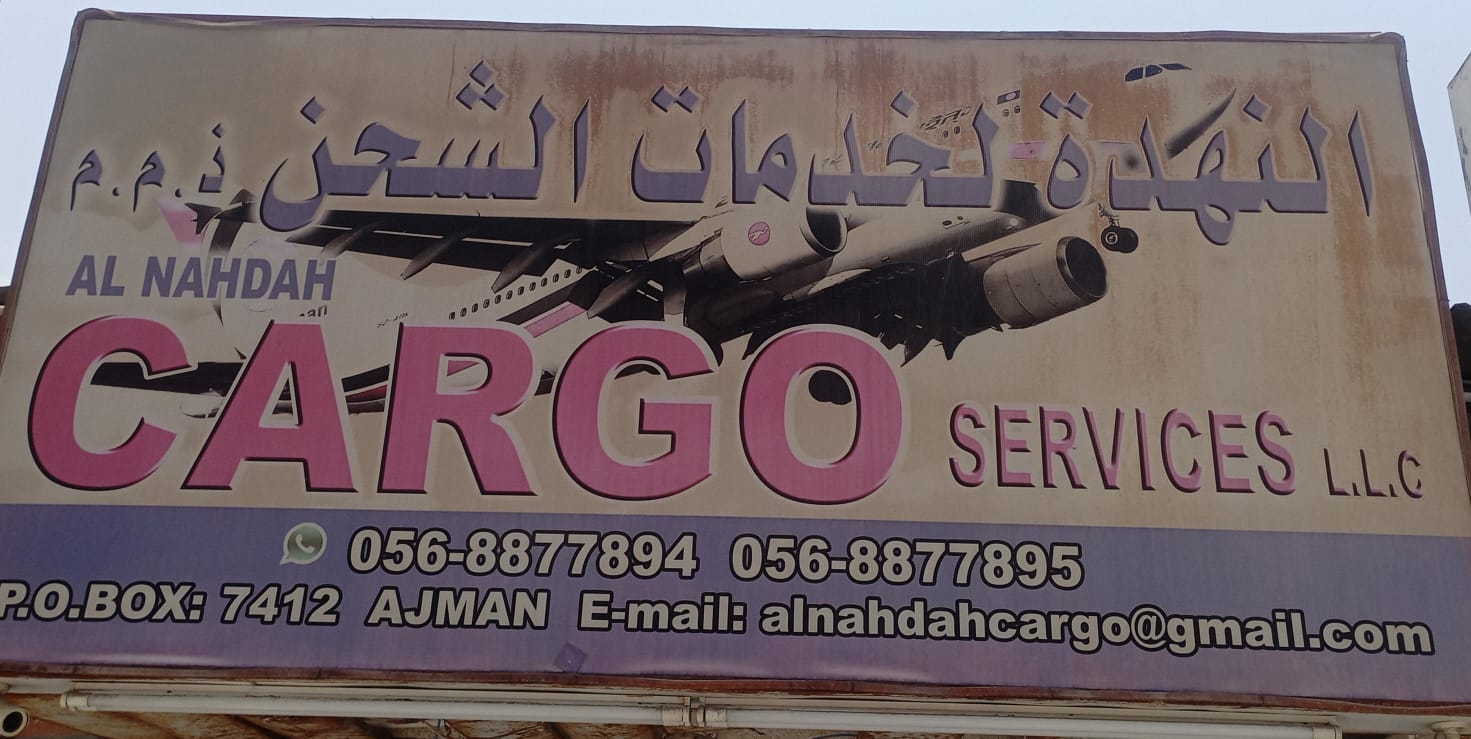 النهدة لخدمات الشحن ذ.م.م
AL NAHDAH
CARGO SERVICES L.L.C
056-8877894 056-8877895
P.O.BOX: 7412 AJMAN E-mail: alnahdahcargo@gmail.com